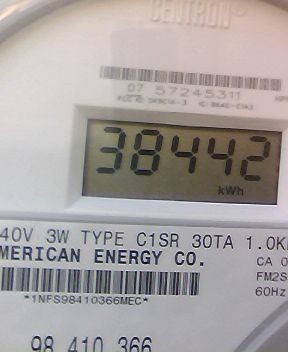 CENTRON®
07 57245311
38442
kWh
40V 3W TYPE C1SR 30TA 1.0K
MERICAN ENERGY CO.
CA 0
FM2S
60Hz
*1NFS98410366MEC*
98 410 366